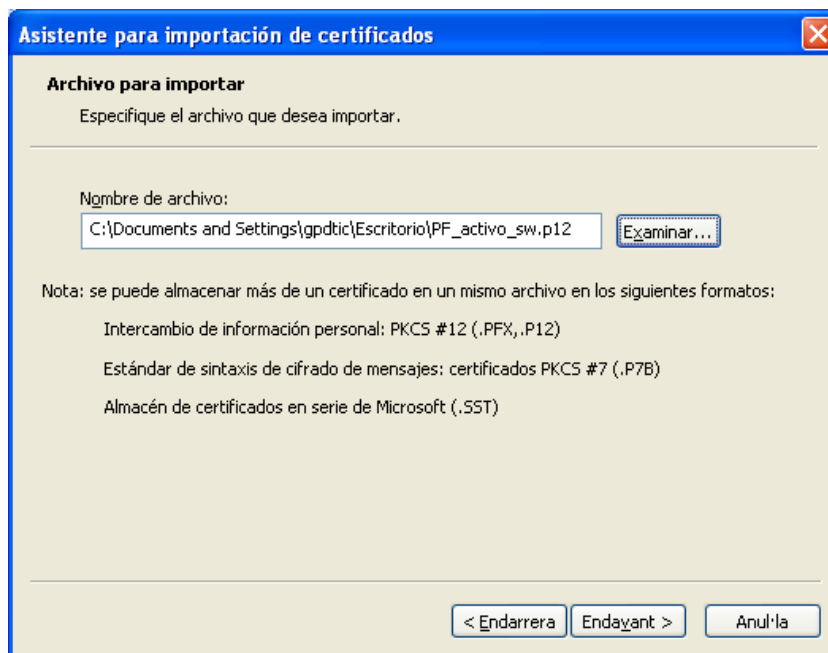 Asistente para importación de certificados
Archivo para importar
Especifique el archivo que desea importar.
Nombre de archivo:
C:\Documents and Settings\gpdtic\Escritorio\PF_activo_sw.p12
Examinar...
Nota: se puede almacenar más de un certificado en un mismo archivo en los siguientes formatos:
Intercambio de información personal: PKCS #12 (.PFX,.P12)
Estándar de sintaxis de cifrado de mensajes: certificados PKCS #7 (.P7B)
Almacén de certificados en serie de Microsoft (.SST)
< Endarrera
Endavant >
Anul·la